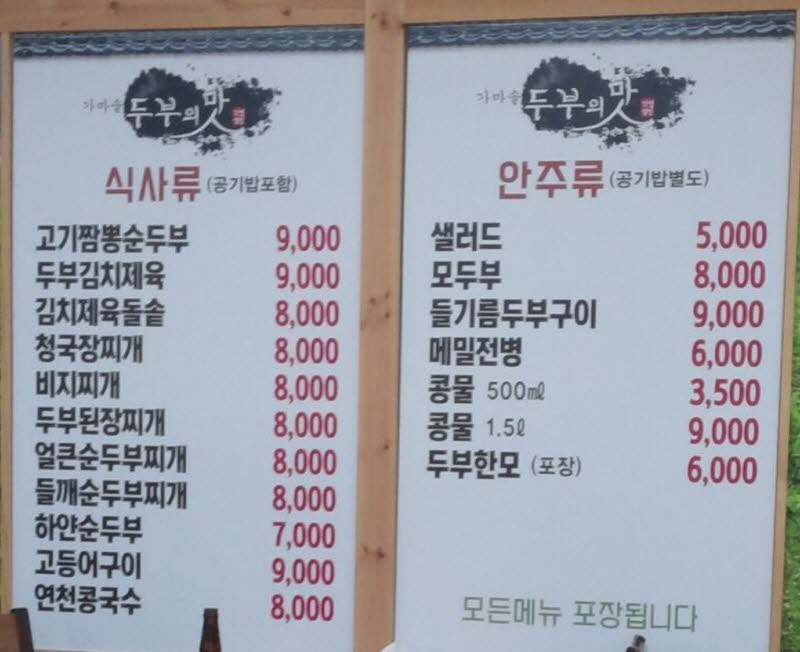 가마솥 두부의 맛
식사류 (공기밥포함)
고기짬뽕순두부 9,000
두부김치제육 9,000
김치제육돌솥 8,000
청국장찌개 8,000
비지찌개 8,000
두부된장찌개 8,000
얼큰순두부찌개 8,000
들깨순두부찌개 8,000
하얀순두부 7,000
고등어구이 9,000
연천콩국수 8,000
가마솥 두부의 맛
안주류 (공기밥별도)
샐러드 5,000
모두부 8,000
들기름두부구이 9,000
메밀전병 6,000
콩물 500㎖ 3,500
콩물 1.5ℓ 9,000
두부한모 (포장) 6,000
모든메뉴 포장됩니다